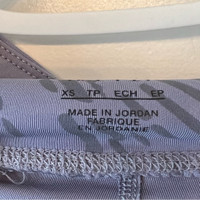 XS TP ECH EP
MADE IN JORDAN
FABRIQUE
EN JORDANIE